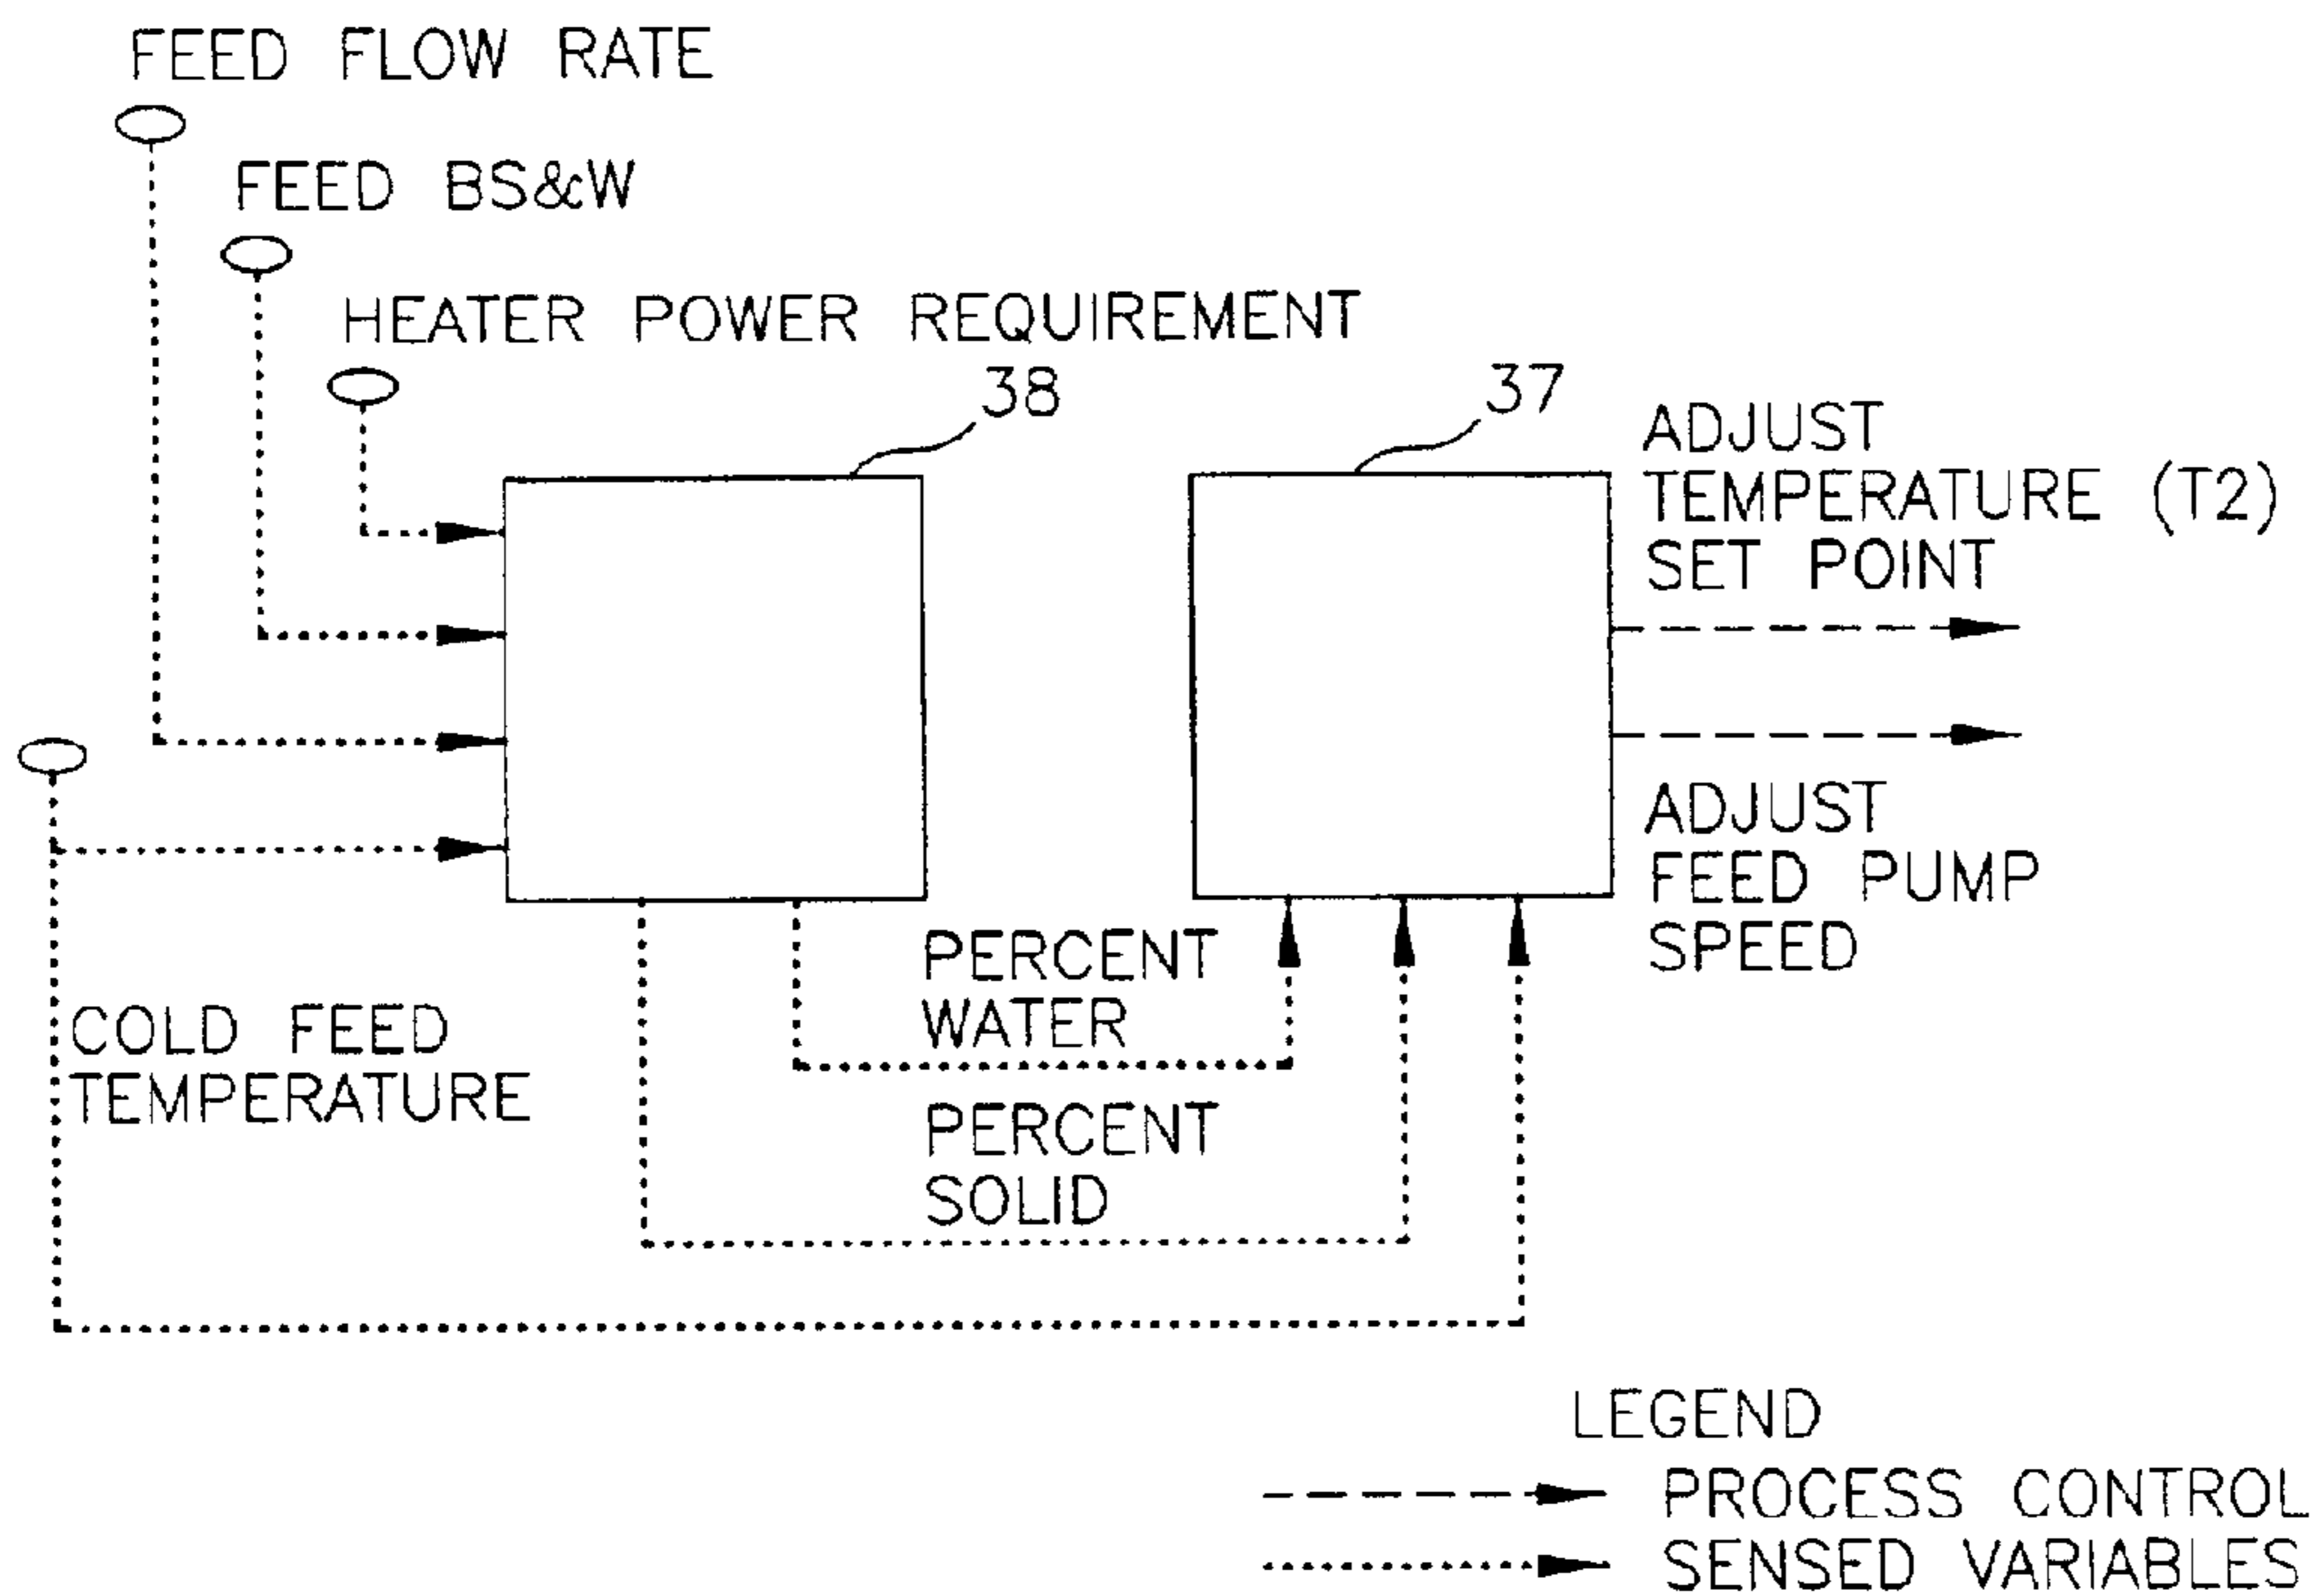 FEED FLOW RATE
FEED BS&W
HEATER POWER REQUIREMENT
38
37
ADJUST
TEMPERATURE (T2)
SET POINT
ADJUST
FEED PUMP
SPEED
PERCENT
WATER
COLD FEED
TEMPERATURE
PERCENT
SOLID
LEGEND
PROCESS CONTROL
SENSED VARIABLES